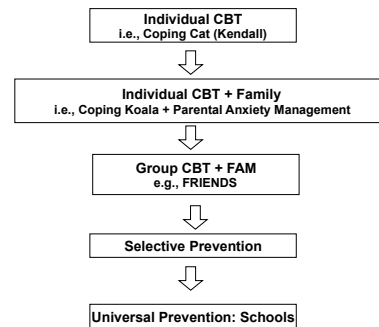 Individual CBT
i.e., Coping Cat (Kendall)
Individual CBT + Family
i.e., Coping Koala + Parental Anxiety Management
Group CBT + FAM
e.g., FRIENDS
Selective Prevention
Universal Prevention: Schools